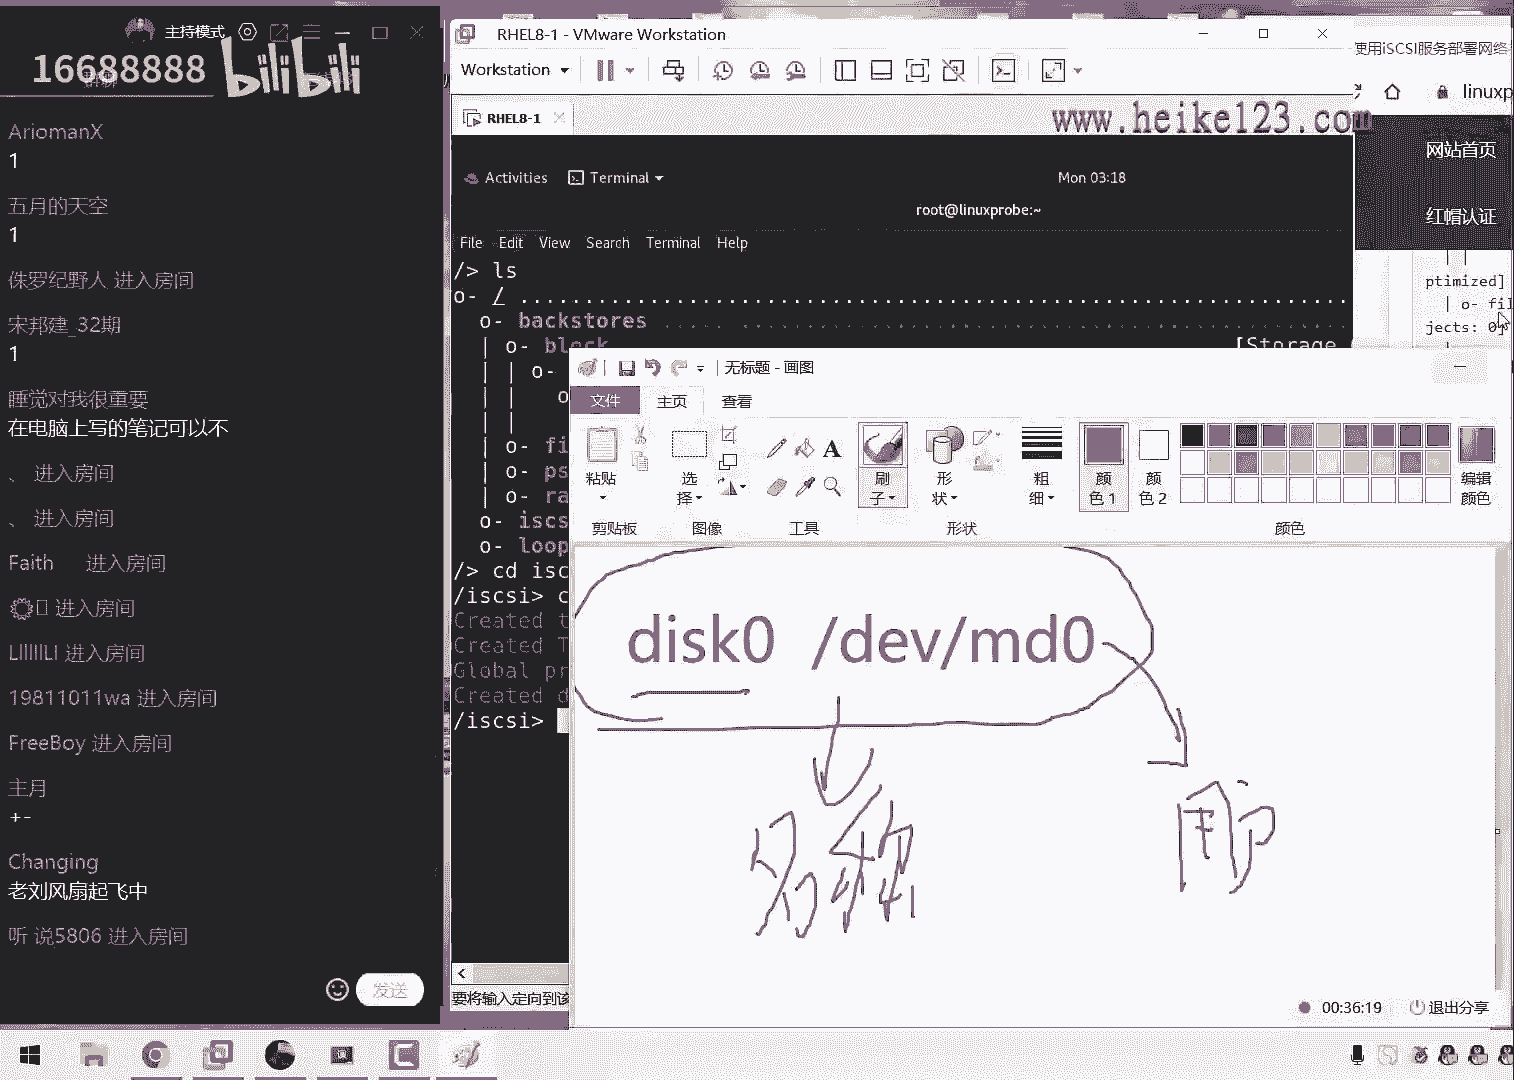 主持模式
16688888
bilibili
AriomanX
1
五月的天空
1
侏罗纪野人 进入房间
宋邦建_32期
1
睡觉对我很重要
在电脑上写的笔记可以不
、 进入房间
、 进入房间
Faith 进入房间
进入房间
LIIIIILI 进入房间
19811011wa 进入房间
FreeBoy 进入房间
主月
+-
Changing
老刘风扇起飞中
听 说5806 进入房间
发送
RHEL8-1 - VMware Workstation
Workstation
RHEL8-1
www.heike123.com
Activities
Terminal
Mon 03:18
root@linuxprobe:~
File Edit View Search Terminal Help
/> ls
o- / ......................................................................
o- backstores ..........................................
| o- block
[Storage
| | o-
| | o
| |
| o- fi
| o- ps
| o- ra
o- iscs
o- loop
/> cd isc
/iscsi> c
Created t
Created T
Global pr
Created d
/iscsi>
要将输入定向到该
使用iSCSI服务部署网络
linuxp
网站首页
红帽认证
| |
ptimized]
| o- fil
jects: 0]
无标题 - 画图
文件 主页 查看
粘贴
选择
刷子
形状
粗细
颜色 1
颜色 2
编辑颜色
剪贴板 图像 工具 形状 颜色
disk0 /dev/md0
名称
00:36:19 退出分享